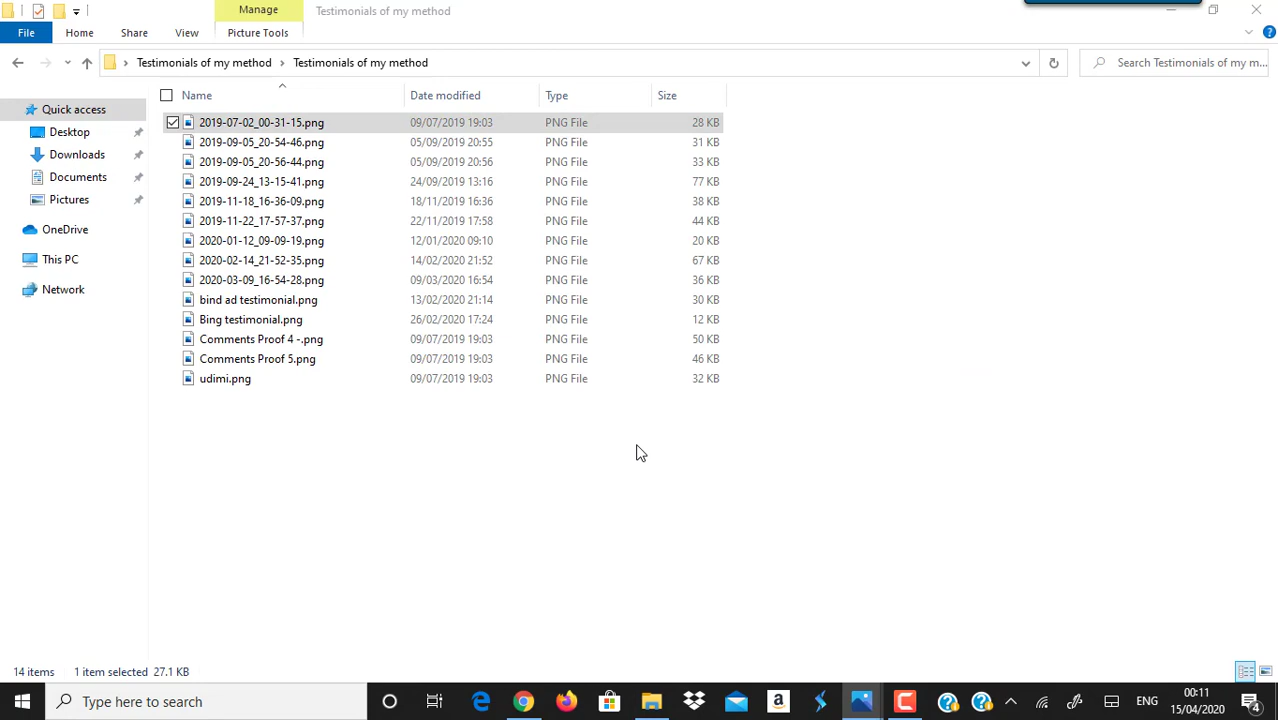 Manage
Testimonials of my method
File
Home
Share
View
Picture Tools
Testimonials of my method
Testimonials of my method
Search Testimonials of my m...
Name
Date modified
Type
Size
Quick access
Desktop
Downloads
Documents
Pictures
OneDrive
This PC
Network
2019-07-02_00-31-15.png 09/07/2019 19:03 PNG File 28 KB
2019-09-05_20-54-46.png 05/09/2019 20:55 PNG File 31 KB
2019-09-05_20-56-44.png 05/09/2019 20:56 PNG File 33 KB
2019-09-24_13-15-41.png 24/09/2019 13:16 PNG File 77 KB
2019-11-18_16-36-09.png 18/11/2019 16:36 PNG File 38 KB
2019-11-22_17-57-37.png 22/11/2019 17:58 PNG File 44 KB
2020-01-12_09-09-19.png 12/01/2020 09:10 PNG File 20 KB
2020-02-14_21-52-35.png 14/02/2020 21:52 PNG File 67 KB
2020-03-09_16-54-28.png 09/03/2020 16:54 PNG File 36 KB
bind ad testimonial.png 13/02/2020 21:14 PNG File 30 KB
Bing testimonial.png 26/02/2020 17:24 PNG File 12 KB
Comments Proof 4 -.png 09/07/2019 19:03 PNG File 50 KB
Comments Proof 5.png 09/07/2019 19:03 PNG File 46 KB
udimi.png 09/07/2019 19:03 PNG File 32 KB
14 items
1 item selected 27.1 KB
Type here to search
ENG
00:11
15/04/2020
4